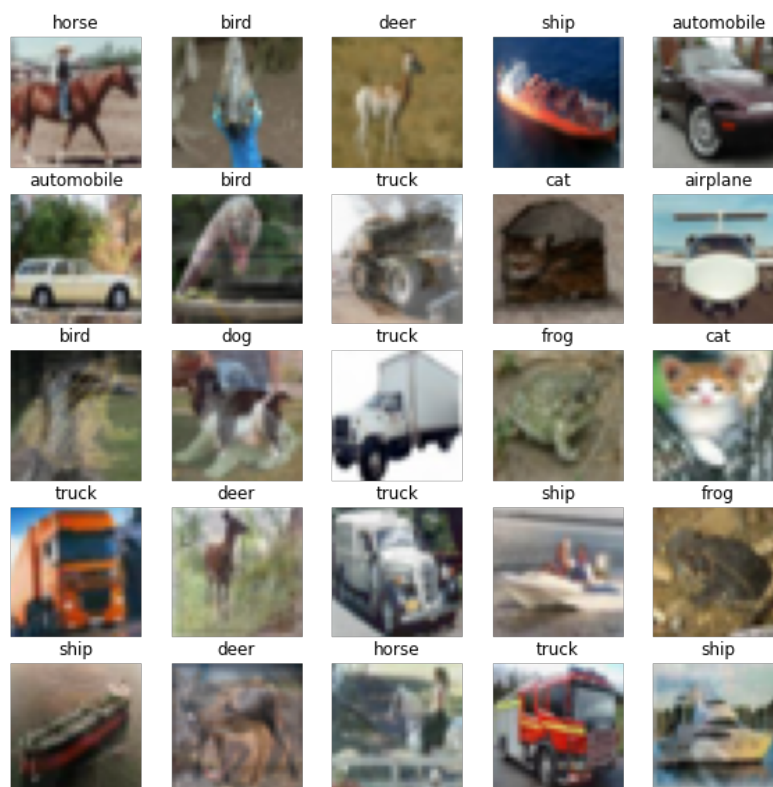 horse bird deer ship automobile
automobile bird truck cat airplane
bird dog truck frog cat
truck deer truck ship frog
ship deer horse truck ship